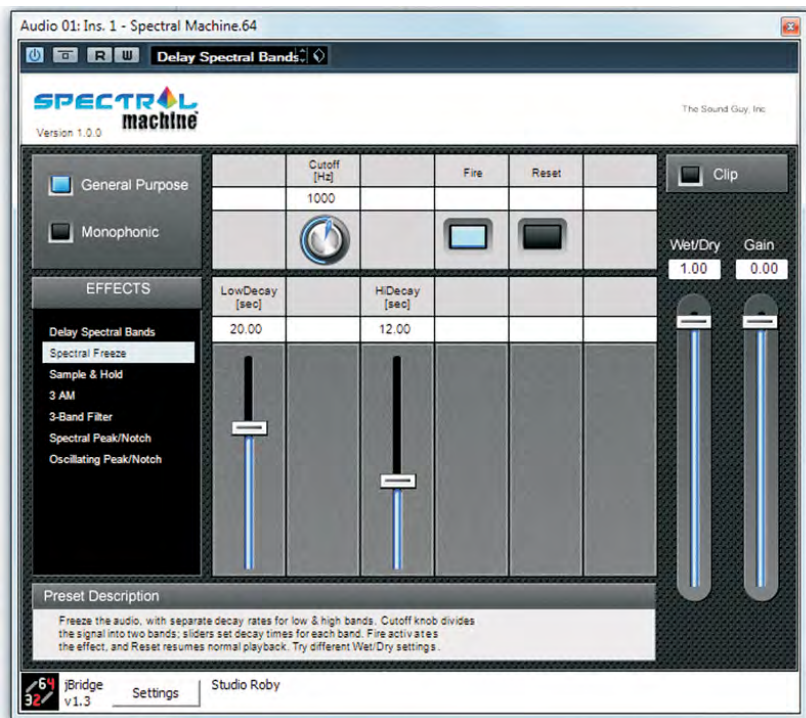 Audio 01: Ins. 1 - Spectral Machine.64
R W Delay Spectral Bands
SPECTRAL
machine
Version 1.0.0
The Sound Guy, Inc.
General Purpose
Monophonic
Cutoff
[Hz]
Fire
Reset
1000
Clip
Wet/Dry
Gain
1.00
0.00
EFFECTS
Delay Spectral Bands
Spectral Freeze
Sample & Hold
3 AM
3-Band Filter
Spectral Peak/Notch
Oscillating Peak/Notch
LowDecay
[sec]
HiDecay
[sec]
20.00
12.00
Preset Description
Freeze the audio, with separate decay rates for low & high bands. Cutoff knob divides
the signal into two bands; sliders set decay times for each band. Fire activates
the effect, and Reset resumes normal playback. Try different Wet/Dry settings.
64
32
jBridge
v1.3
Settings
Studio Roby